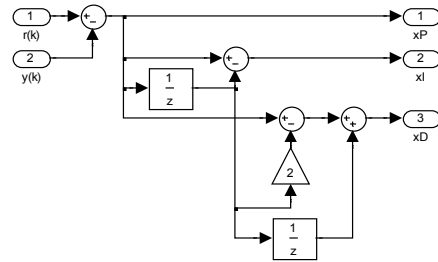 1
r(k)
2
y(k)
+
−
1
xP
+
−
2
xI
1
z
+
−
+
+
3
xD
2
1
z